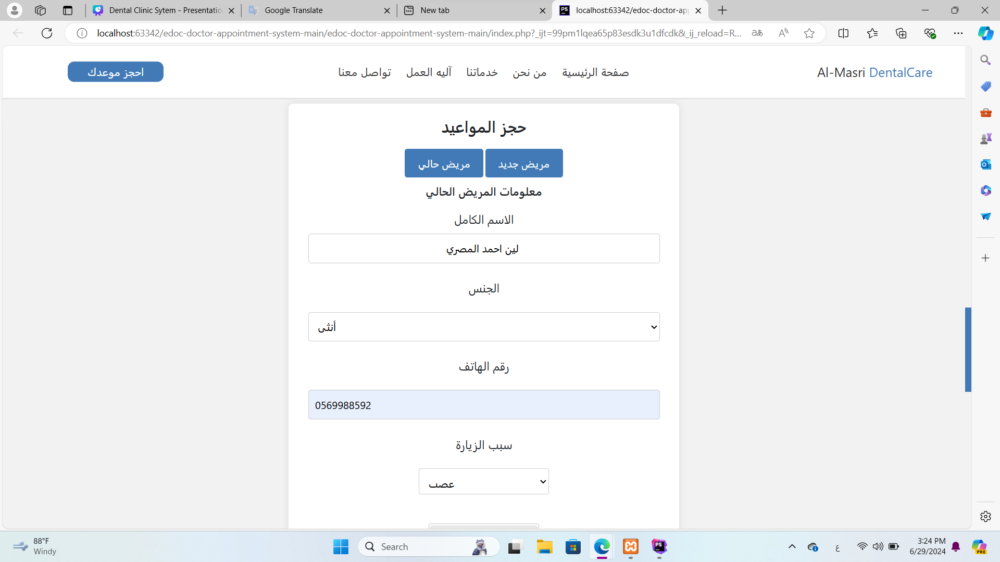 Dental Clinic Sytem - Presentatio
Google Translate
New tab
localhost:63342/edoc-doctor-app
localhost:63342/edoc-doctor-appointment-system-main/edoc-doctor-appointment-system-main/index.php?_ijt=99pm1lqea65p83esdk3u1dfcdk&_ij_reload=R...
Al-Masri DentalCare
صفحة الرئيسية من نحن خدماتنا آليه العمل تواصل معنا
احجز موعدك
حجز المواعيد
مريض جديد
مريض حالي
معلومات المريض الحالي
الاسم الكامل
لين احمد المصري
الجنس
أنثى
رقم الهاتف
0569988592
سبب الزيارة
عصب
88°F
Windy
Search
ع
3:24 PM
6/29/2024
PRE